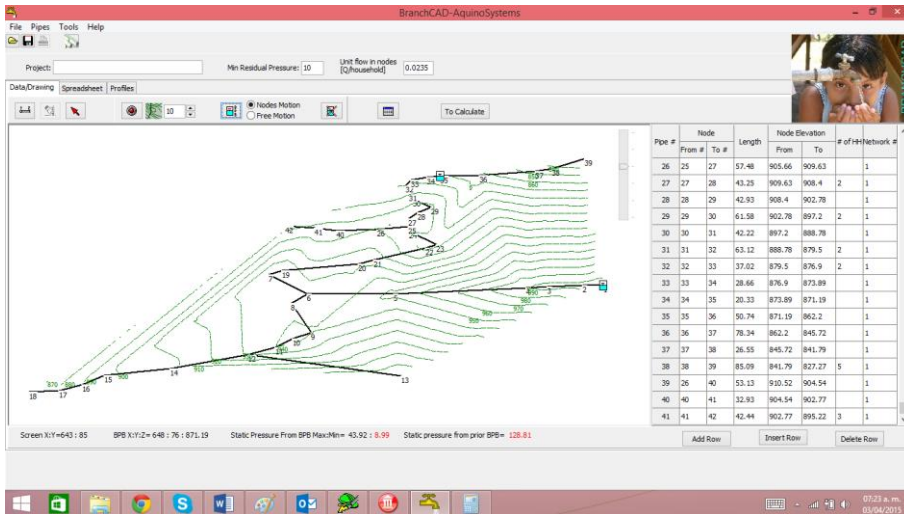 BranchCAD-AquinoSystems
File Pipes Tools Help
Project:
Min Residual Pressure: 10
Unit flow in nodes
[Q/household]
0.0235
Data/Drawing Spreadsheet Profiles
10
Nodes Motion
Free Motion
To Calculate
Pipe # Node Length Node Elevation # of HH Network #
From # To # From To
26 25 27 57.48 905.66 909.63 1
27 27 28 43.25 909.63 908.4 2 1
28 28 29 42.93 908.4 902.78 1
29 29 30 61.58 902.78 897.2 2 1
30 30 31 42.22 897.2 888.78 1
31 31 32 63.12 888.78 879.5 2 1
32 32 33 37.02 879.5 876.9 2 1
33 33 34 28.66 876.9 873.89 1
34 34 35 20.33 873.89 871.19 1
35 35 36 50.74 871.19 862.2 1
36 36 37 78.34 862.2 845.72 1
37 37 38 26.55 845.72 841.79 1
38 38 39 85.09 841.79 827.27 5 1
39 26 40 53.13 910.52 904.54 1
40 40 41 32.93 904.54 902.77 1
41 41 42 42.44 902.77 895.22 3 1
39
37 38
36
34
33
860
32
31
30
29
28
27
25
26
40
41
42
22 23
21
20
19
7
6
5
3
2
980
960
950
8
9
10
12
13
14
910
900
15
870
17
18
Screen X:Y=643 : 85 BPB X:Y:Z= 648 : 76 : 871.19 Static Pressure From BPB Max:Min= 43.92 : 8.99 Static pressure from prior BPB= 128.81
Add Row Insert Row Delete Row
07:23 a. m.
03/04/2015